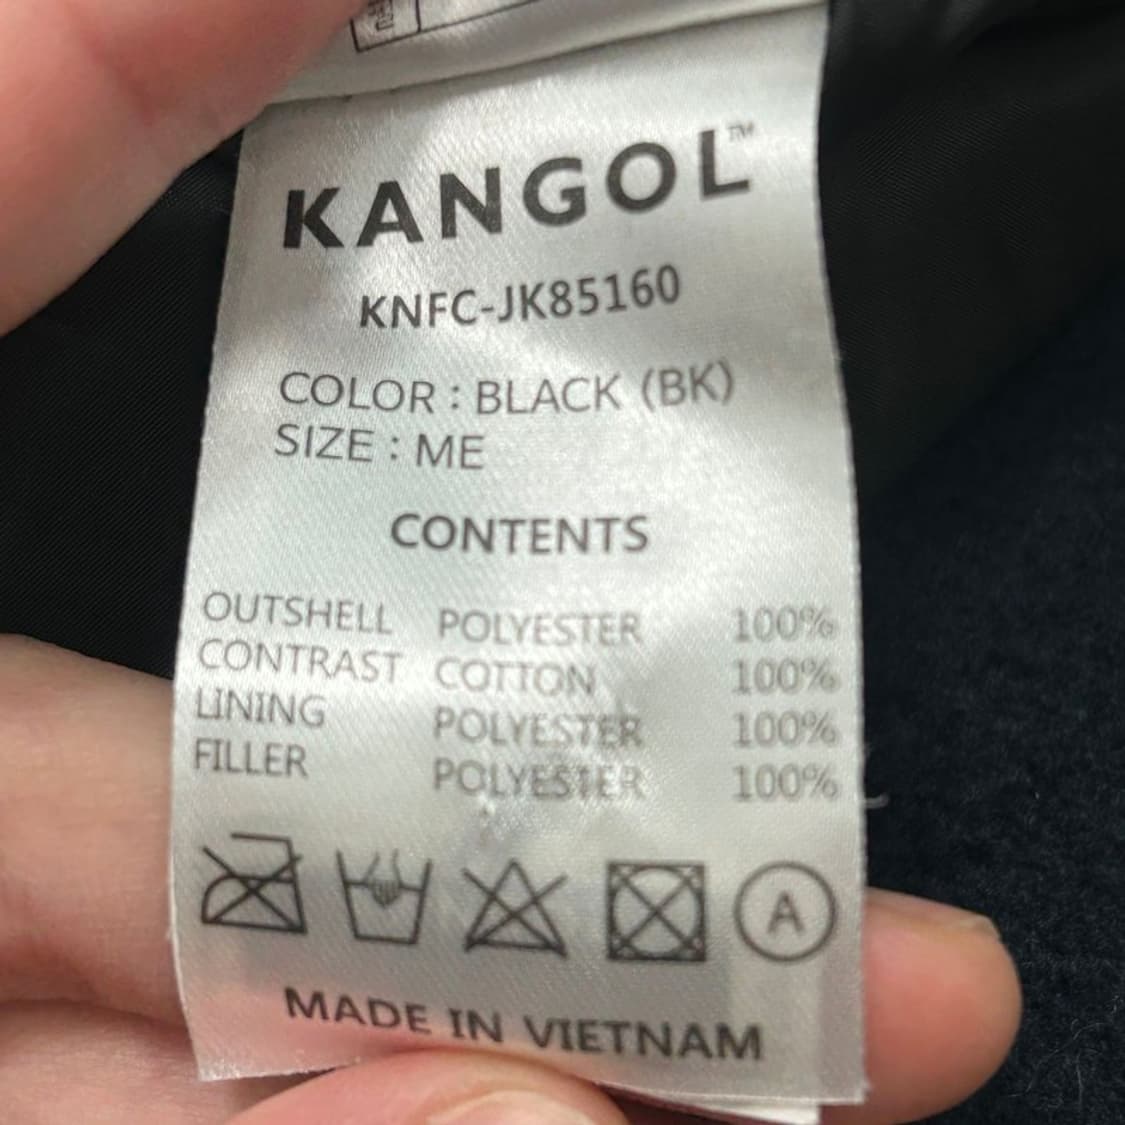 KANGOL™
KNFC-JK85160
COLOR : BLACK (BK)
SIZE : ME
CONTENTS
OUTSHELL POLYESTER 100%
CONTRAST COTTON 100%
LINING POLYESTER 100%
FILLER POLYESTER 100%
A
MADE IN VIETNAM